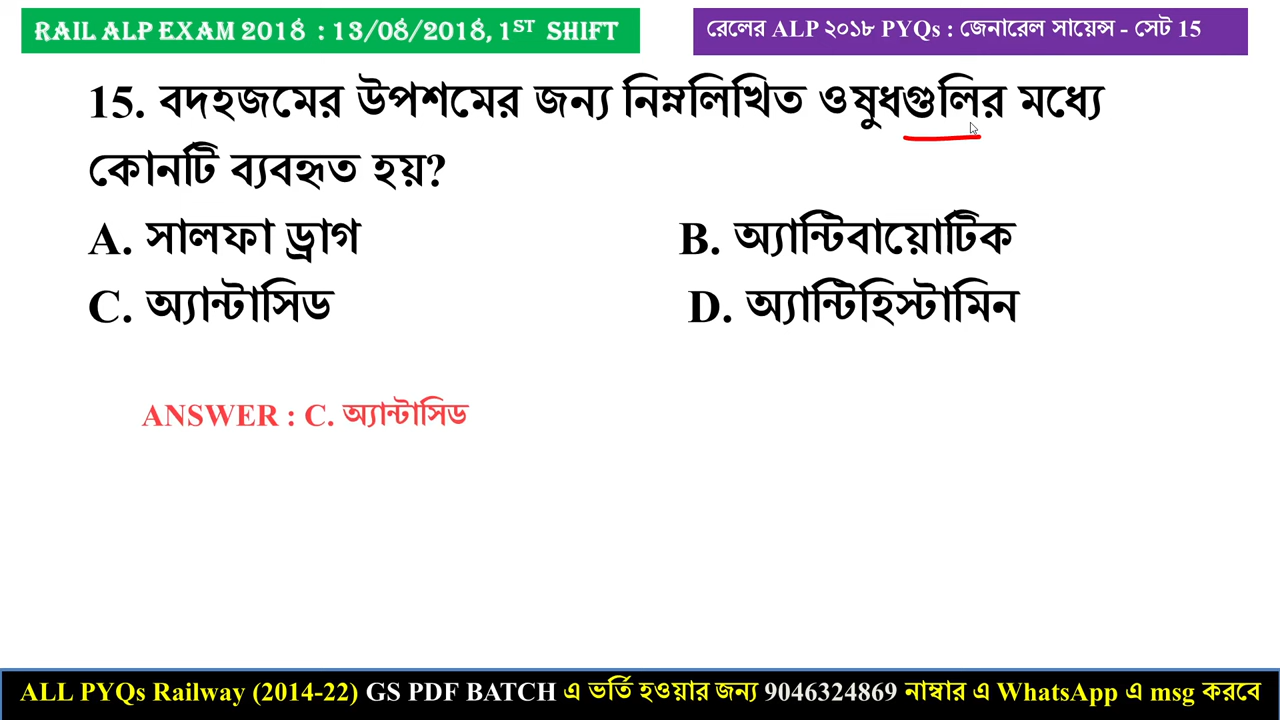 RAIL ALP EXAM 2018 : 13/08/2018, 1ST SHIFT
রেলের ALP ২০১৮ PYQs : জেনারেল সায়েন্স - সেট 15
15. বদহজমের উপশমের জন্য নিম্নলিখিত ওষুধগুলির মধ্যে
কোনটি ব্যবহৃত হয়?
A. সালফা ড্রাগ
B. অ্যান্টিবায়োটিক
C. অ্যান্টাসিড
D. অ্যান্টিহিস্টামিন
ANSWER : C. অ্যান্টাসিড
ALL PYQs Railway (2014-22) GS PDF BATCH এ ভর্তি হওয়ার জন্য 9046324869 নাম্বার এ WhatsApp এ msg করবে